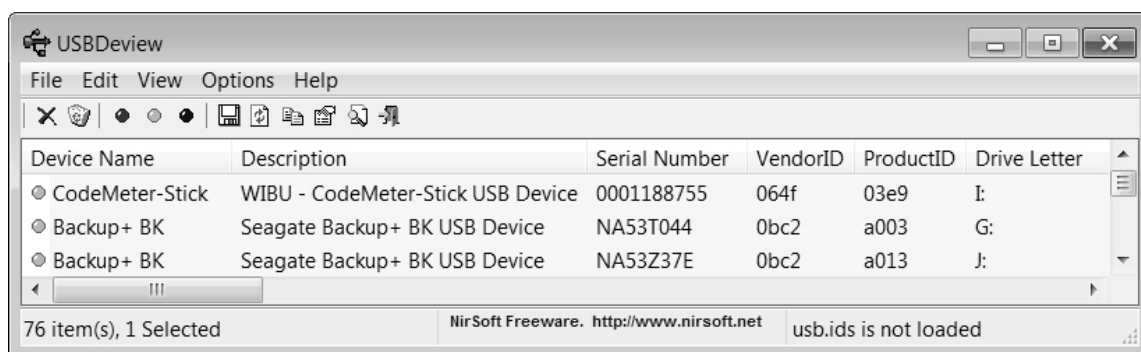 USBDeview
File Edit View Options Help
Device Name Description Serial Number VendorID ProductID Drive Letter
CodeMeter-Stick WIBU - CodeMeter-Stick USB Device 0001188755 064f 03e9 I:
Backup+ BK Seagate Backup+ BK USB Device NA53T044 0bc2 a003 G:
Backup+ BK Seagate Backup+ BK USB Device NA53Z37E 0bc2 a013 J:
76 item(s), 1 Selected NirSoft Freeware. http://www.nirsoft.net usb.ids is not loaded